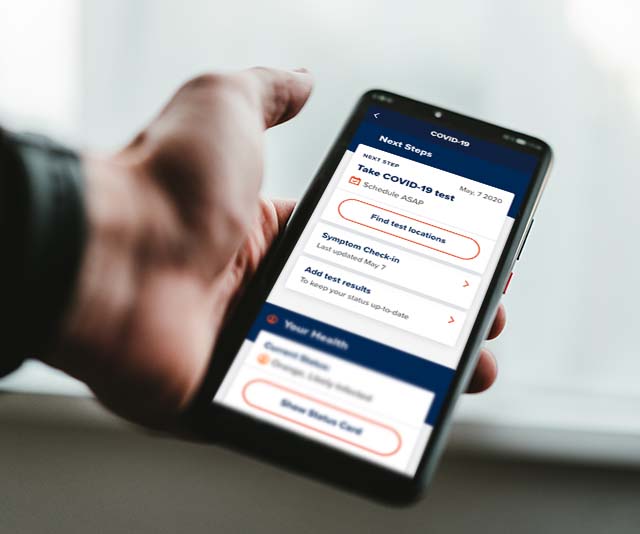 COVID-19
Next Steps
NEXT STEP
May, 7 2020
Take COVID-19 test
Schedule ASAP
Find test locations
Symptom Check-in
Last updated May 7
Add test results
To keep your status up-to-date
Your Health
Current Status:
Orange, Likely Infected
Show Status Card